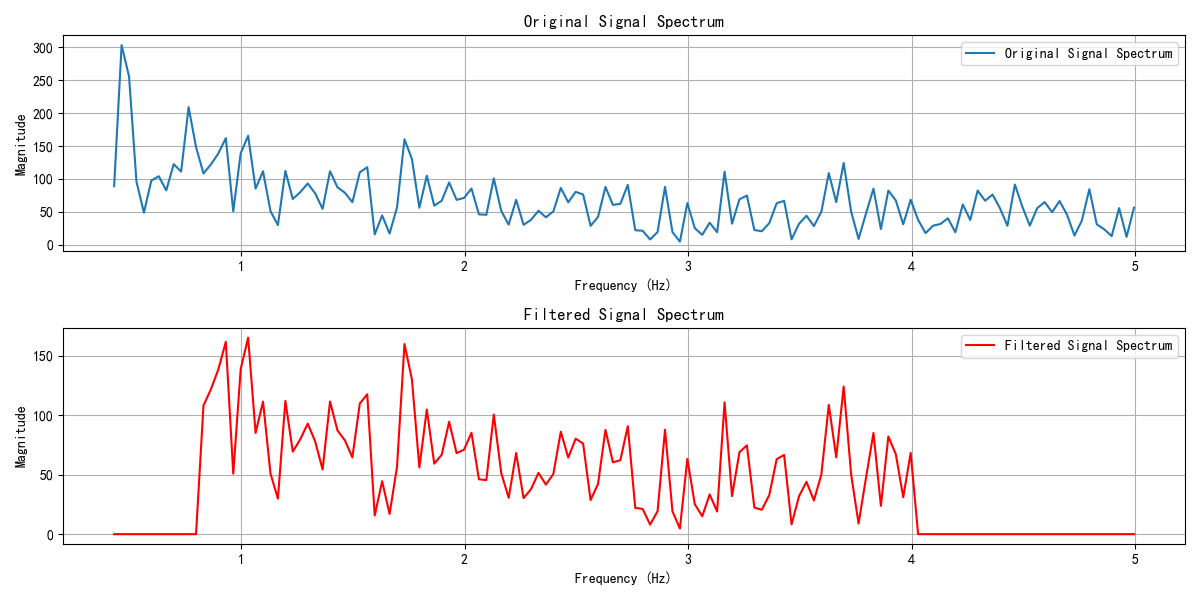 Original Signal Spectrum
300
250
200
150
100
50
0
Magnitude
Original Signal Spectrum
1 2 3 4 5
Frequency (Hz)
Filtered Signal Spectrum
150
100
50
0
Magnitude
Filtered Signal Spectrum
1 2 3 4 5
Frequency (Hz)